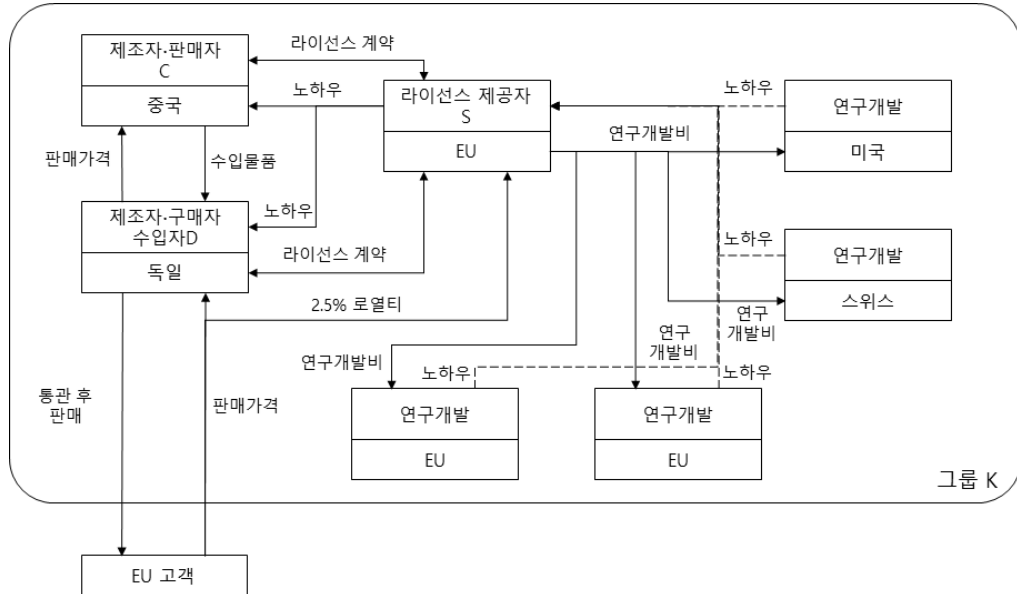 제조자·판매자
C
중국
라이선스 계약
노하우
라이선스 제공자
S
EU
노하우
연구개발
미국
연구개발비
판매가격
수입물품
제조자·구매자
수입자D
독일
노하우
라이선스 계약
2.5% 로열티
노하우
연구개발
스위스
연구
개발비
연구
개발비
연구개발비
노하우
노하우
연구개발
EU
연구개발
EU
통관 후
판매
판매가격
그룹 K
EU 고객